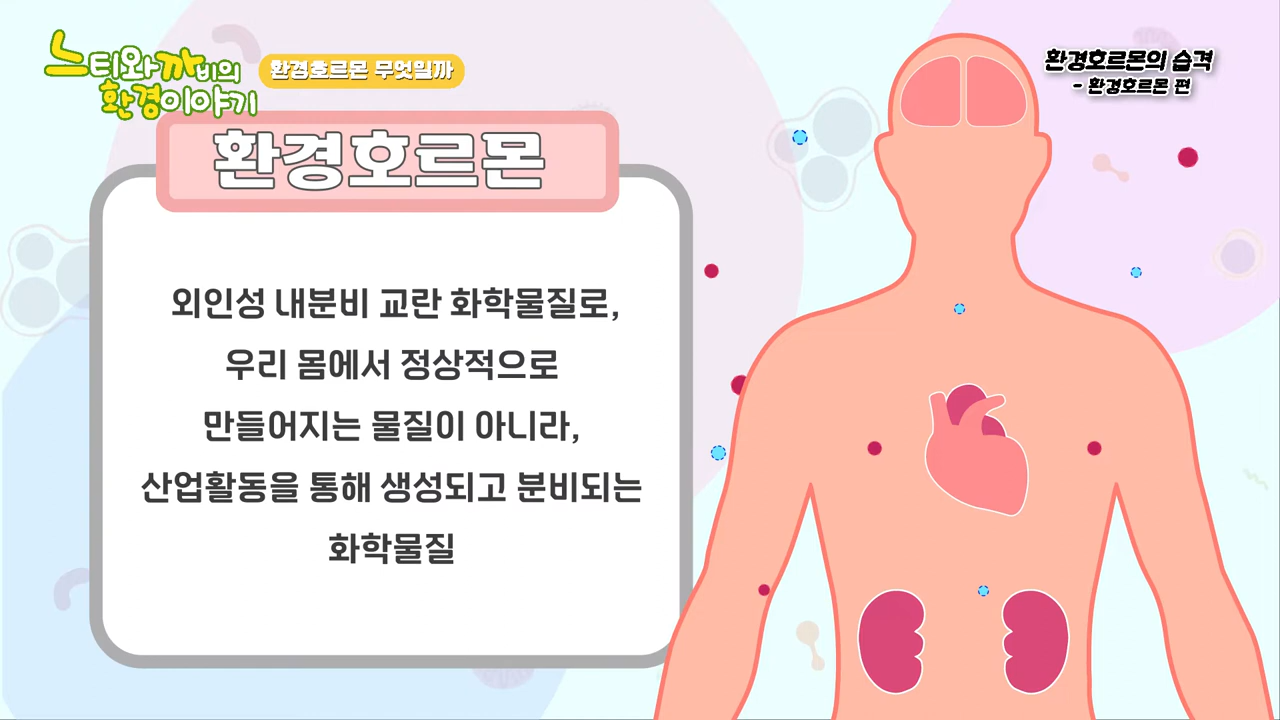 느티와까비의
환경이야기
환경호르몬 무엇일까
환경호르몬의 습격
- 환경호르몬 편
환경호르몬
외인성 내분비 교란 화학물질로,
우리 몸에서 정상적으로
만들어지는 물질이 아니라,
산업활동을 통해 생성되고 분비되는
화학물질